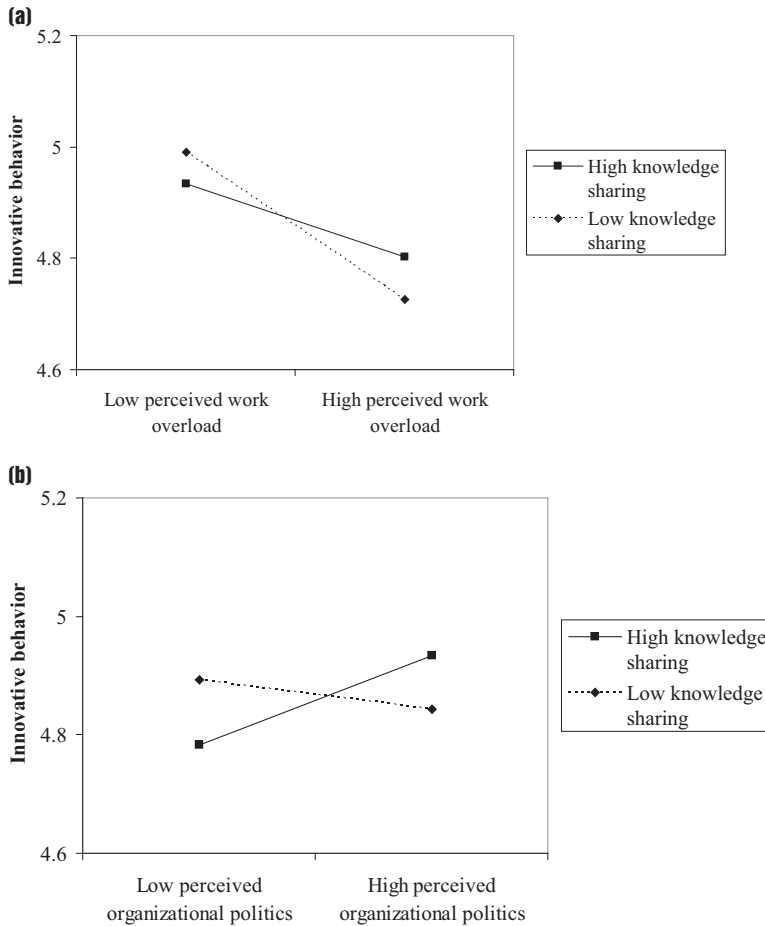 (a)
5.2
5
4.8
4.6
Innovative behavior
Low perceived work
overload
High perceived work
overload
High knowledge
sharing
Low knowledge
sharing
(b)
5.2
5
4.8
4.6
Innovative behavior
Low perceived
organizational politics
High perceived
organizational politics
High knowledge
sharing
Low knowledge
sharing